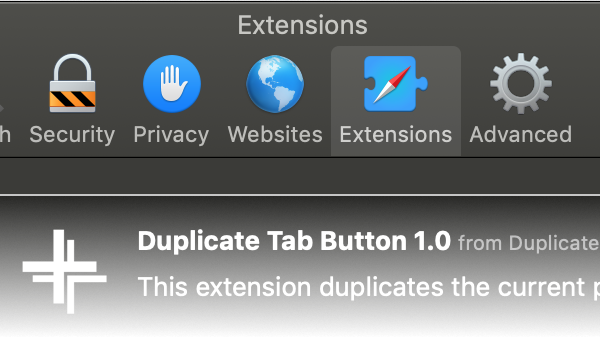 Extensions
h Security Privacy Websites Extensions Advanced
Duplicate Tab Button 1.0 from Duplicate
This extension duplicates the current p